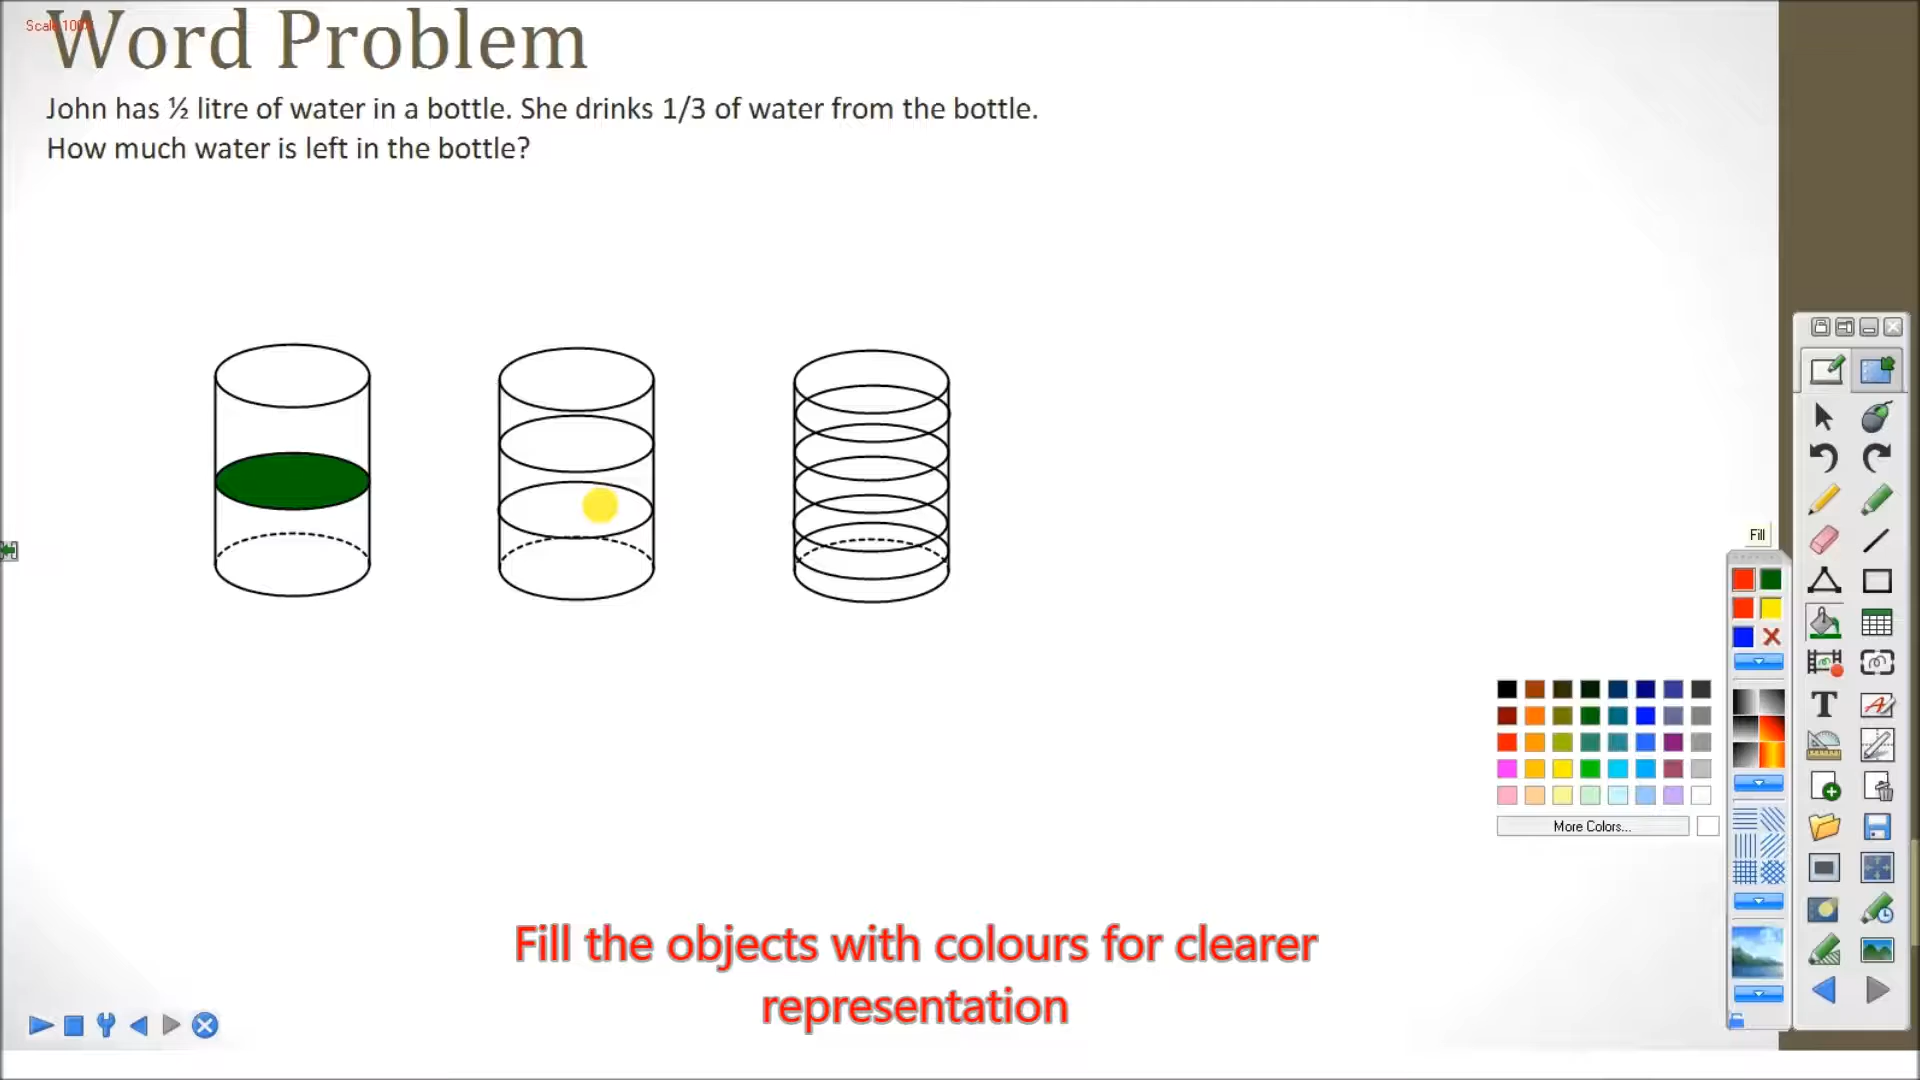 Scale 100%
Word Problem
John has ½ litre of water in a bottle. She drinks 1/3 of water from the bottle.
How much water is left in the bottle?
Fill
More Colors...
Fill the objects with colours for clearer
representation